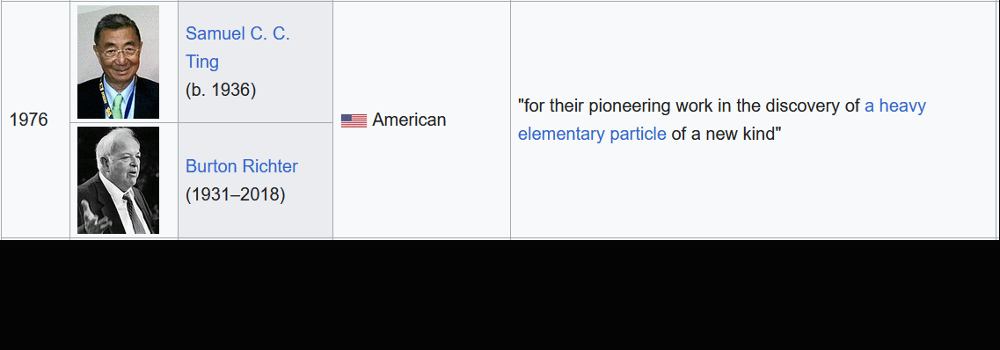 1976
Samuel C. C.
Ting
(b. 1936)
Burton Richter
(1931–2018)
American
"for their pioneering work in the discovery of a heavy
elementary particle of a new kind"